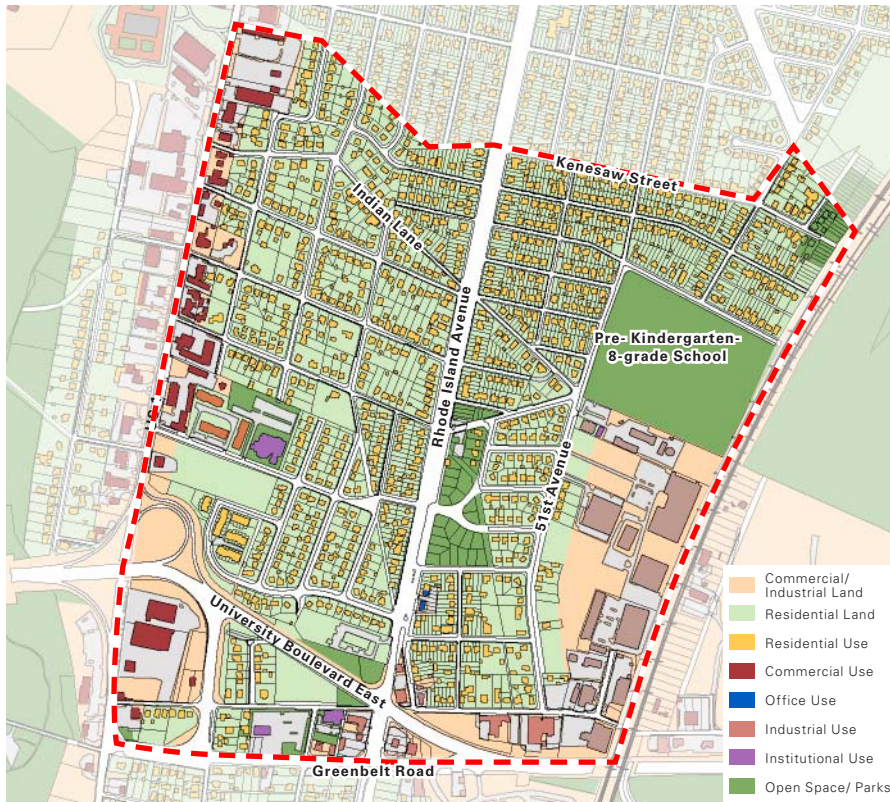 Kenesaw Street
Indian Lane
Rhode Island Avenue
Pre- Kindergarten-
8-grade School
51st Avenue
University Boulevard East
Greenbelt Road
Commercial/
Industrial Land
Residential Land
Residential Use
Commercial Use
Office Use
Industrial Use
Institutional Use
Open Space/ Parks